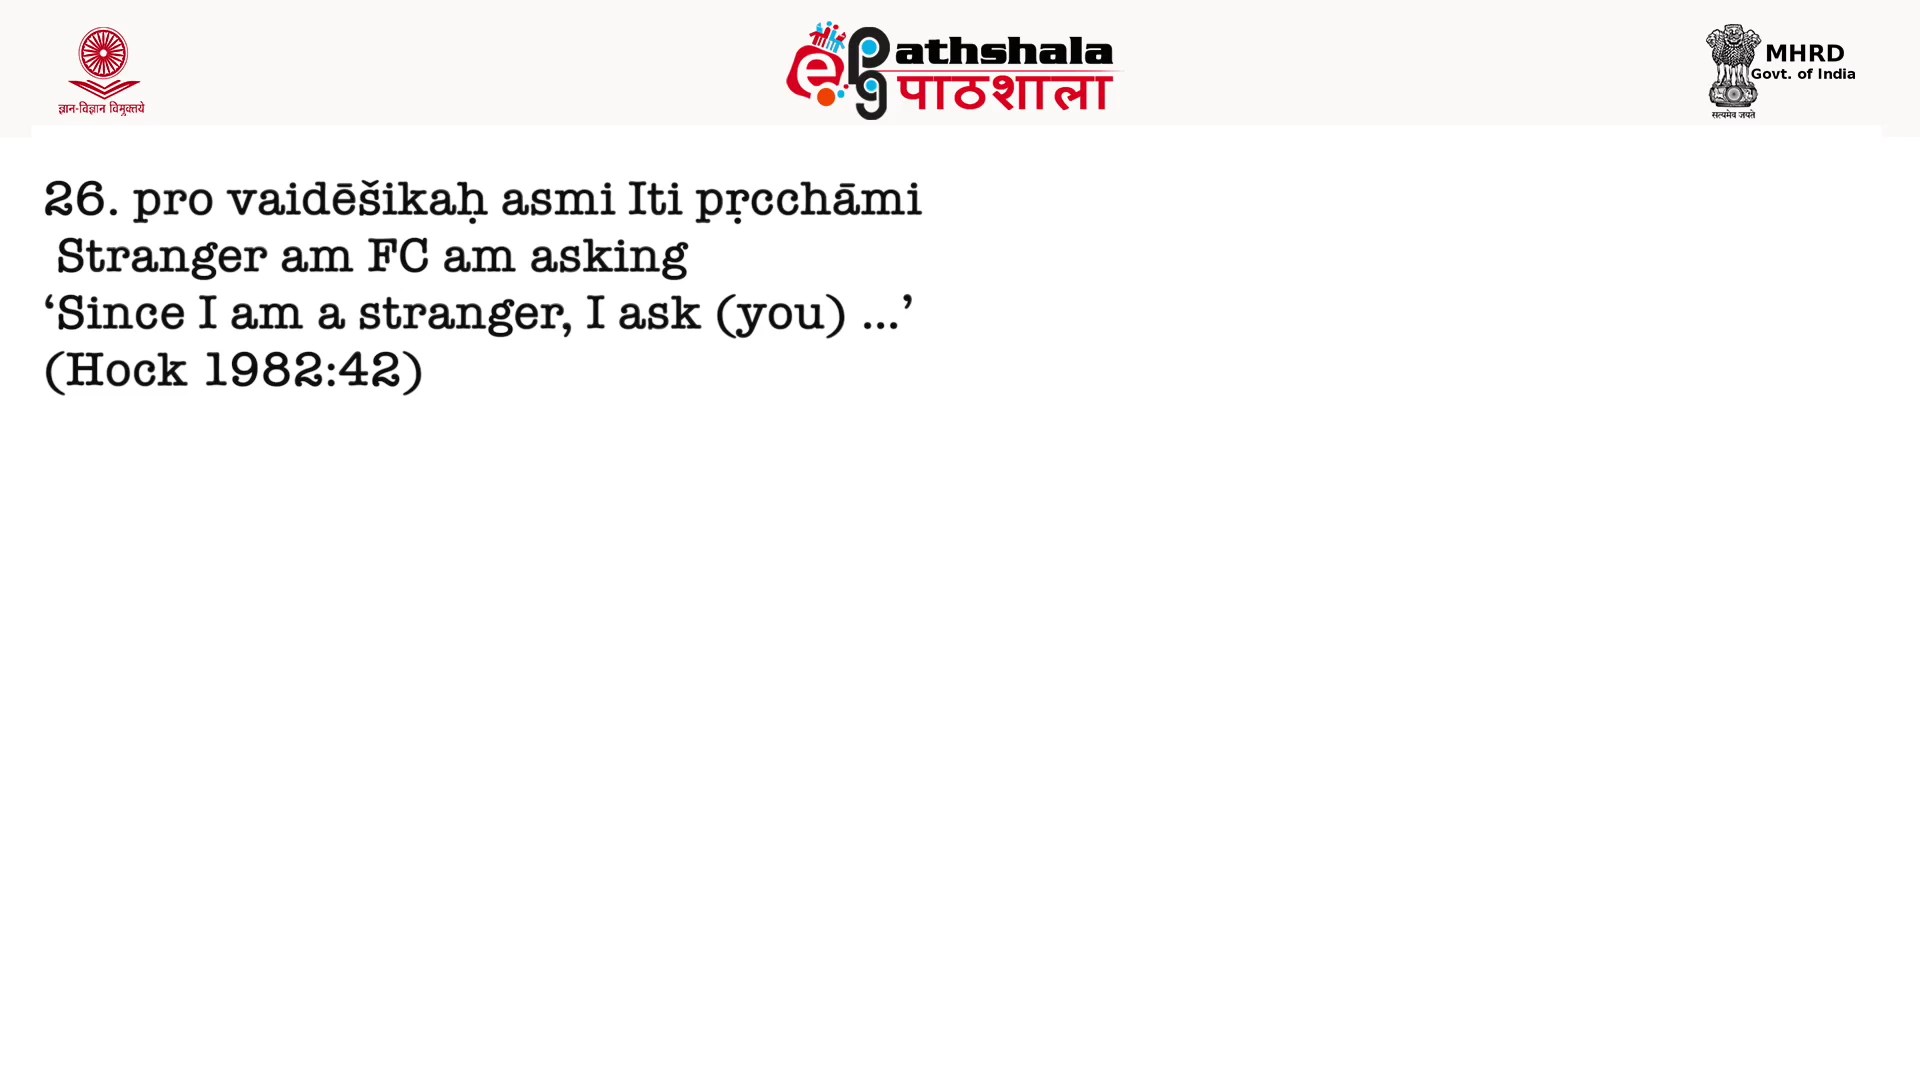 ज्ञान-विज्ञान विमुक्तये
e PG athshala
पाठशाला
MHRD
Govt. of India
सत्यमेव जयते
26. pro vaidēšikaḥ asmi Iti pṛcchāmi
Stranger am FC am asking
‘Since I am a stranger, I ask (you) ...’
(Hock 1982:42)